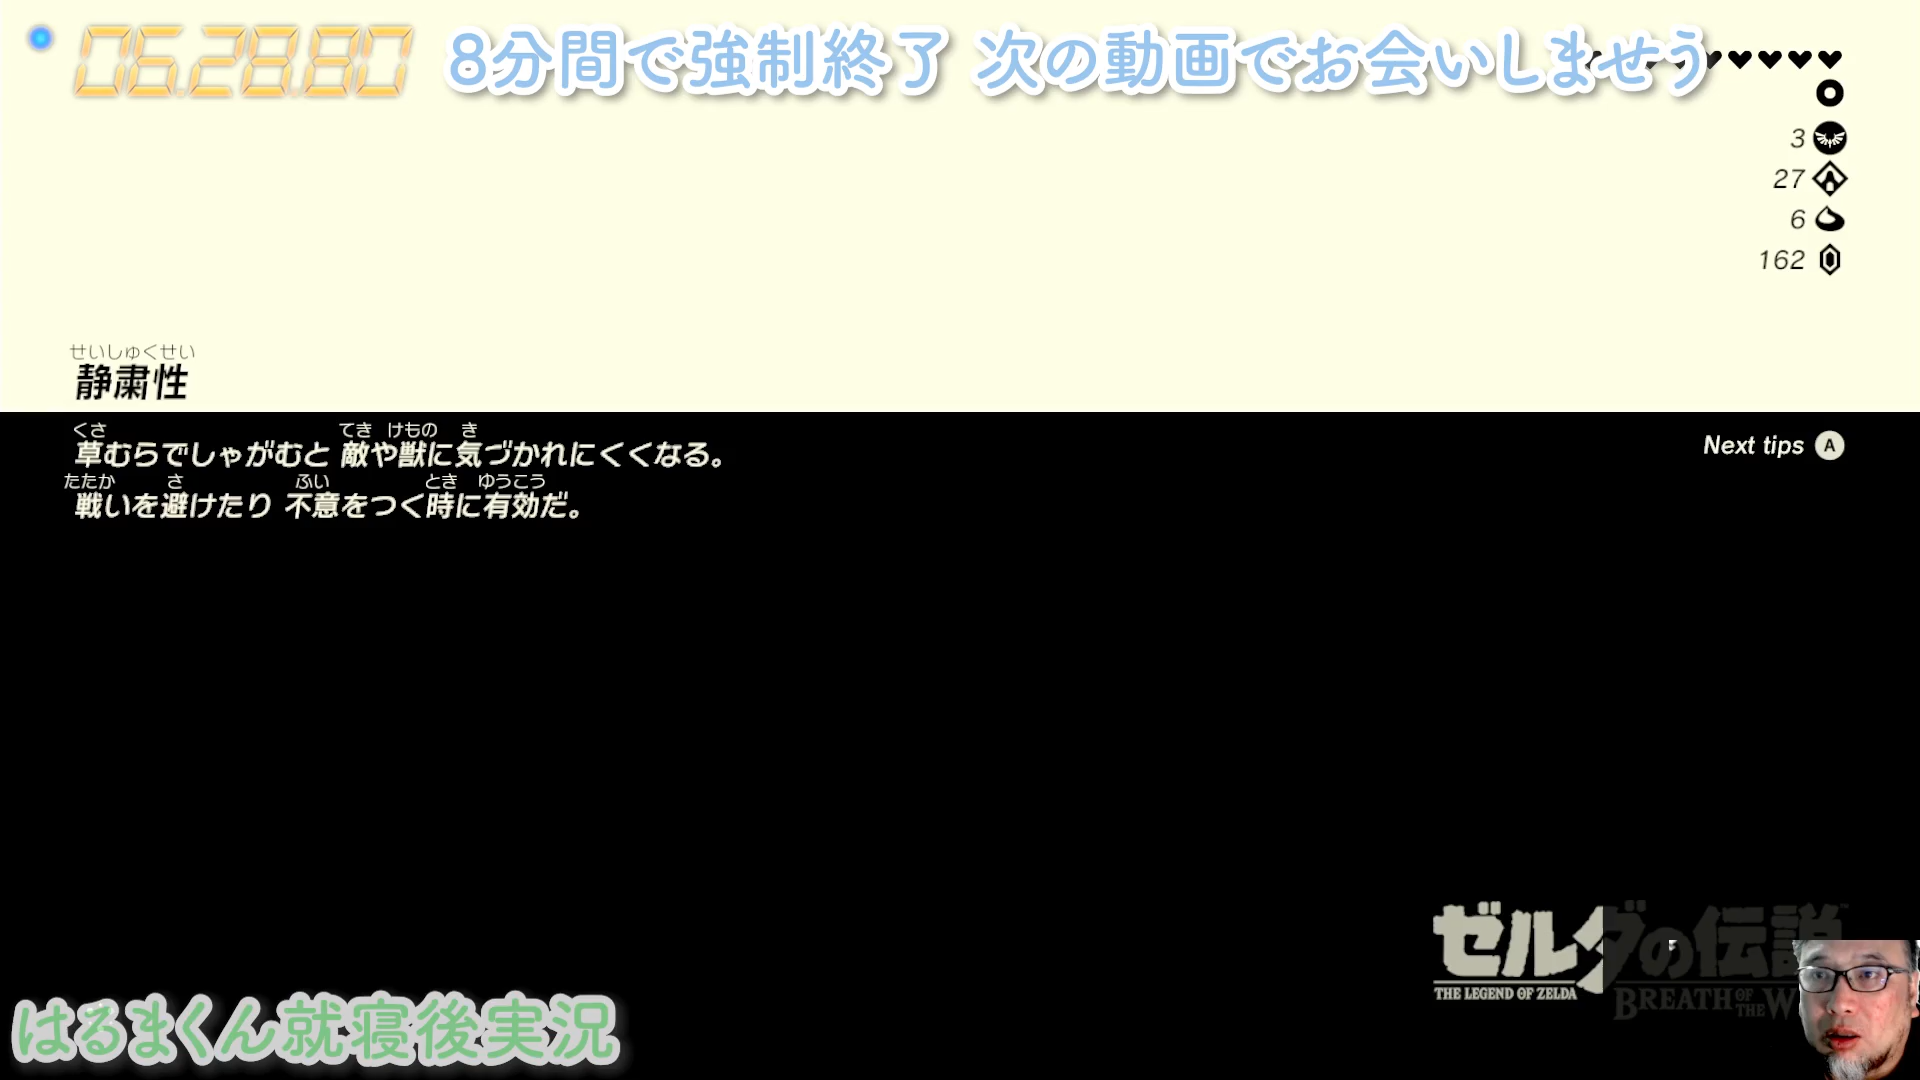 06.28.80
8分間で強制終了 次の動画でお会いしませう
3
27
6
162
せいしゅくせい
静粛性
くさ てき けもの き
草むらでしゃがむと 敵や獣に気づかれにくくなる。
たたか さ ふい とき ゆうこう
戦いを避けたり 不意をつく時に有効だ。
Next tips A
ゼルダの伝説
THE LEGEND OF ZELDA
BREATH OF THE W
はるまくん就寝後実況